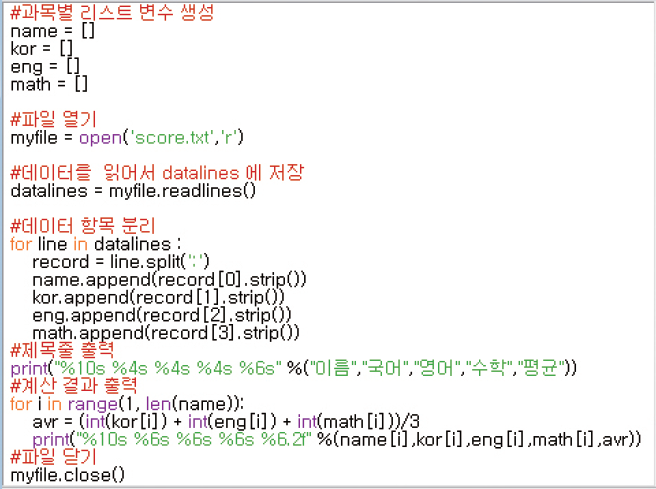 #과목별 리스트 변수 생성
name = []
kor = []
eng = []
math = []
#파일 열기
myfile = open('score.txt','r')
#데이터를  읽어서 datalines 에 저장
datalines = myfile.readlines()
#데이터 항목 분리
for line in datalines :
    record = line.split(':')
    name.append(record[0].strip())
    kor.append(record[1].strip())
    eng.append(record[2].strip())
    math.append(record[3].strip())
#제목줄 출력
print("%10s %4s %4s %4s %6s" %("이름","국어","영어","수학","평균"))
#계산 결과 출력
for i in range(1, len(name)):
    avr = (int(kor[i]) + int(eng[i]) + int(math[i]))/3
    print("%10s %6s %6s %6s %6.2f" %(name[i],kor[i],eng[i],math[i],avr))
#파일 닫기
myfile.close()